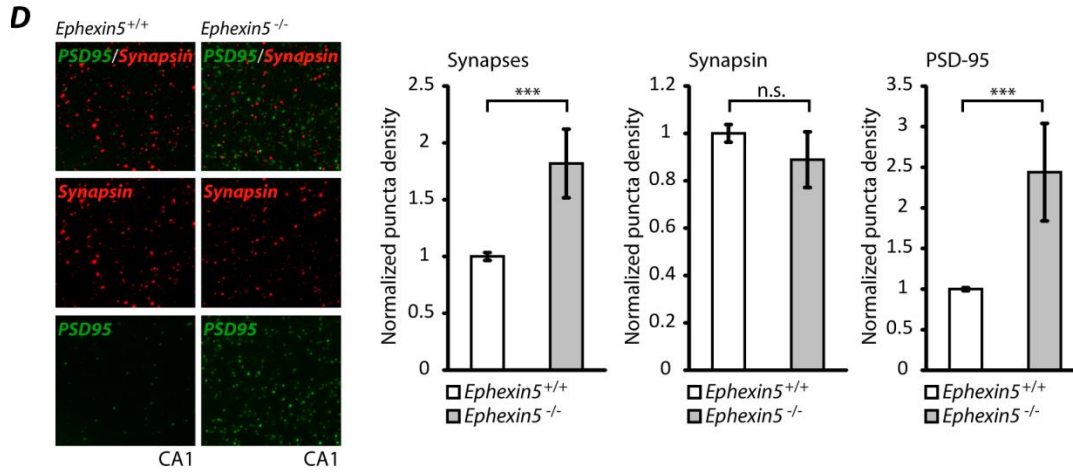 D
Ephexin5+/+
Ephexin5 -/-
PSD95/Synapsin
PSD95/Synapsin
Synapsin
Synapsin
PSD95
PSD95
CA1
CA1
Synapses
Normalized puncta density
2.5
2
1.5
1
0.5
0
***
Ephexin5+/+
Ephexin5 -/-
Synapsin
Normalized puncta density
1.2
1
0.8
0.6
0.4
0.2
0
n.s.
Ephexin5+/+
Ephexin5 -/-
PSD-95
Normalized puncta density
3.5
3
2.5
2
1.5
1
0.5
0
***
Ephexin5+/+
Ephexin5 -/-